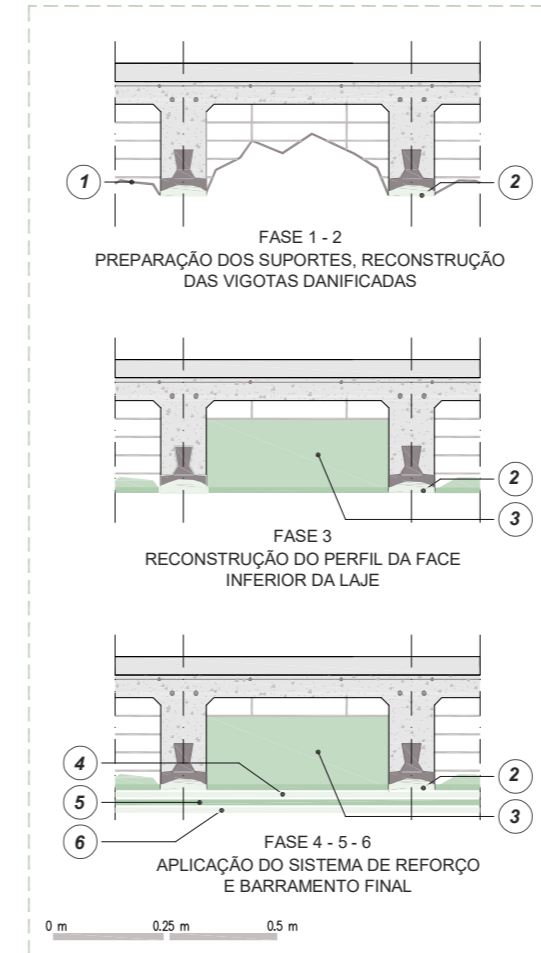 1
2
FASE 1 - 2
PREPARAÇÃO DOS SUPORTES, RECONSTRUÇÃO
DAS VIGOTAS DANIFICADAS
2
3
FASE 3
RECONSTRUÇÃO DO PERFIL DA FACE
INFERIOR DA LAJE
4
2
5
3
6
FASE 4 - 5 - 6
APLICAÇÃO DO SISTEMA DE REFORÇO
E BARRAMENTO FINAL
0 m 0.25 m 0.5 m